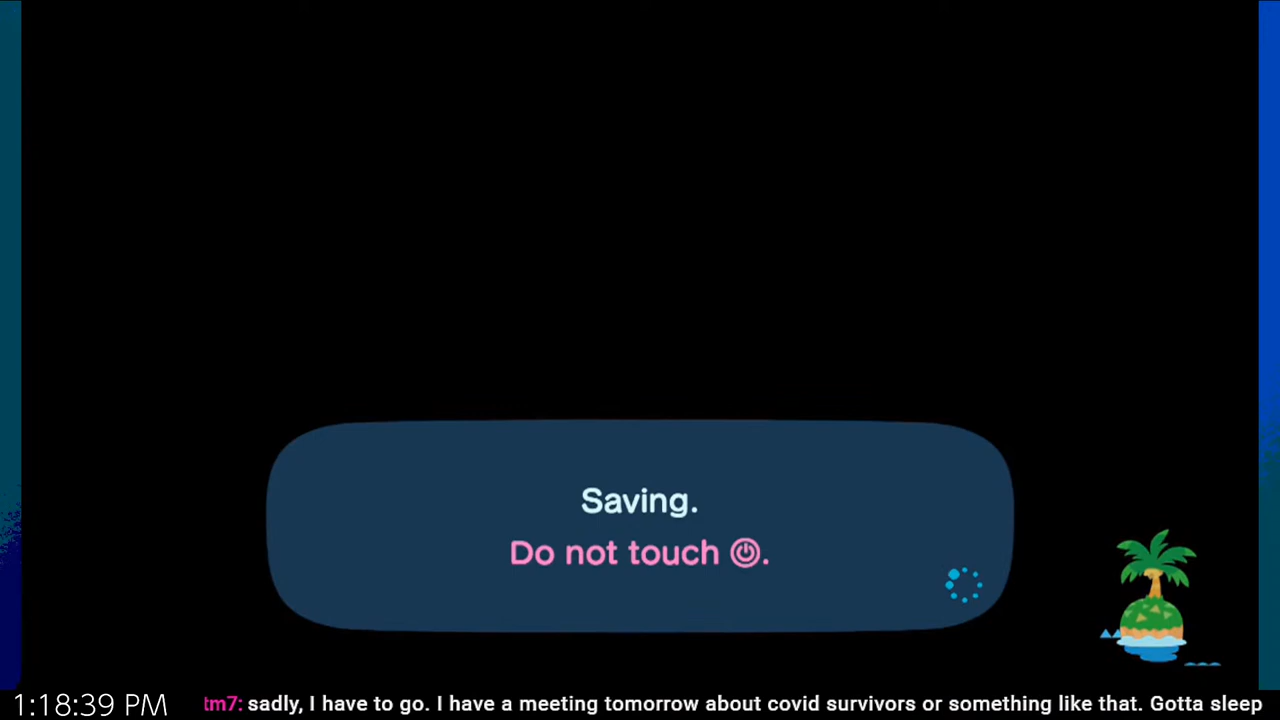 Saving.
Do not touch ⏻.
1:18:39 PM
tm7: sadly, I have to go. I have a meeting tomorrow about covid survivors or something like that. Gotta sleep